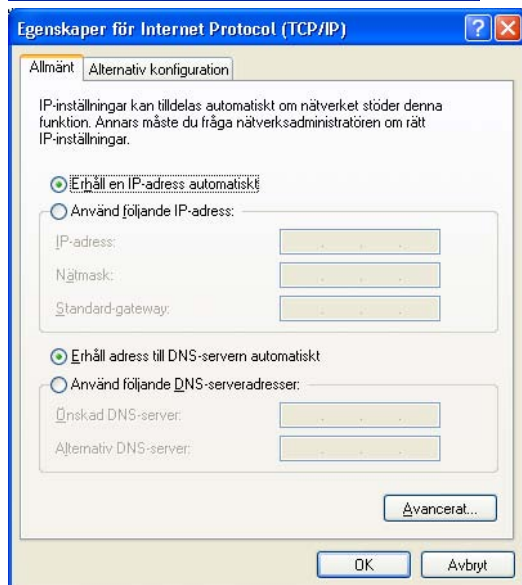 Egenskaper för Internet Protocol (TCP/IP)
Allmänt
Alternativ konfiguration
IP-inställningar kan tilldelas automatiskt om nätverket stöder denna
funktion. Annars måste du fråga nätverksadministratören om rätt
IP-inställningar.
Erhåll en IP-adress automatiskt
Använd följande IP-adress:
IP-adress:
Nätmask:
Standard-gateway:
Erhåll adress till DNS-servern automatiskt
Använd följande DNS-serveradresser:
Önskad DNS-server:
Alternativ DNS-server:
Avancerat...
OK
Avbryt